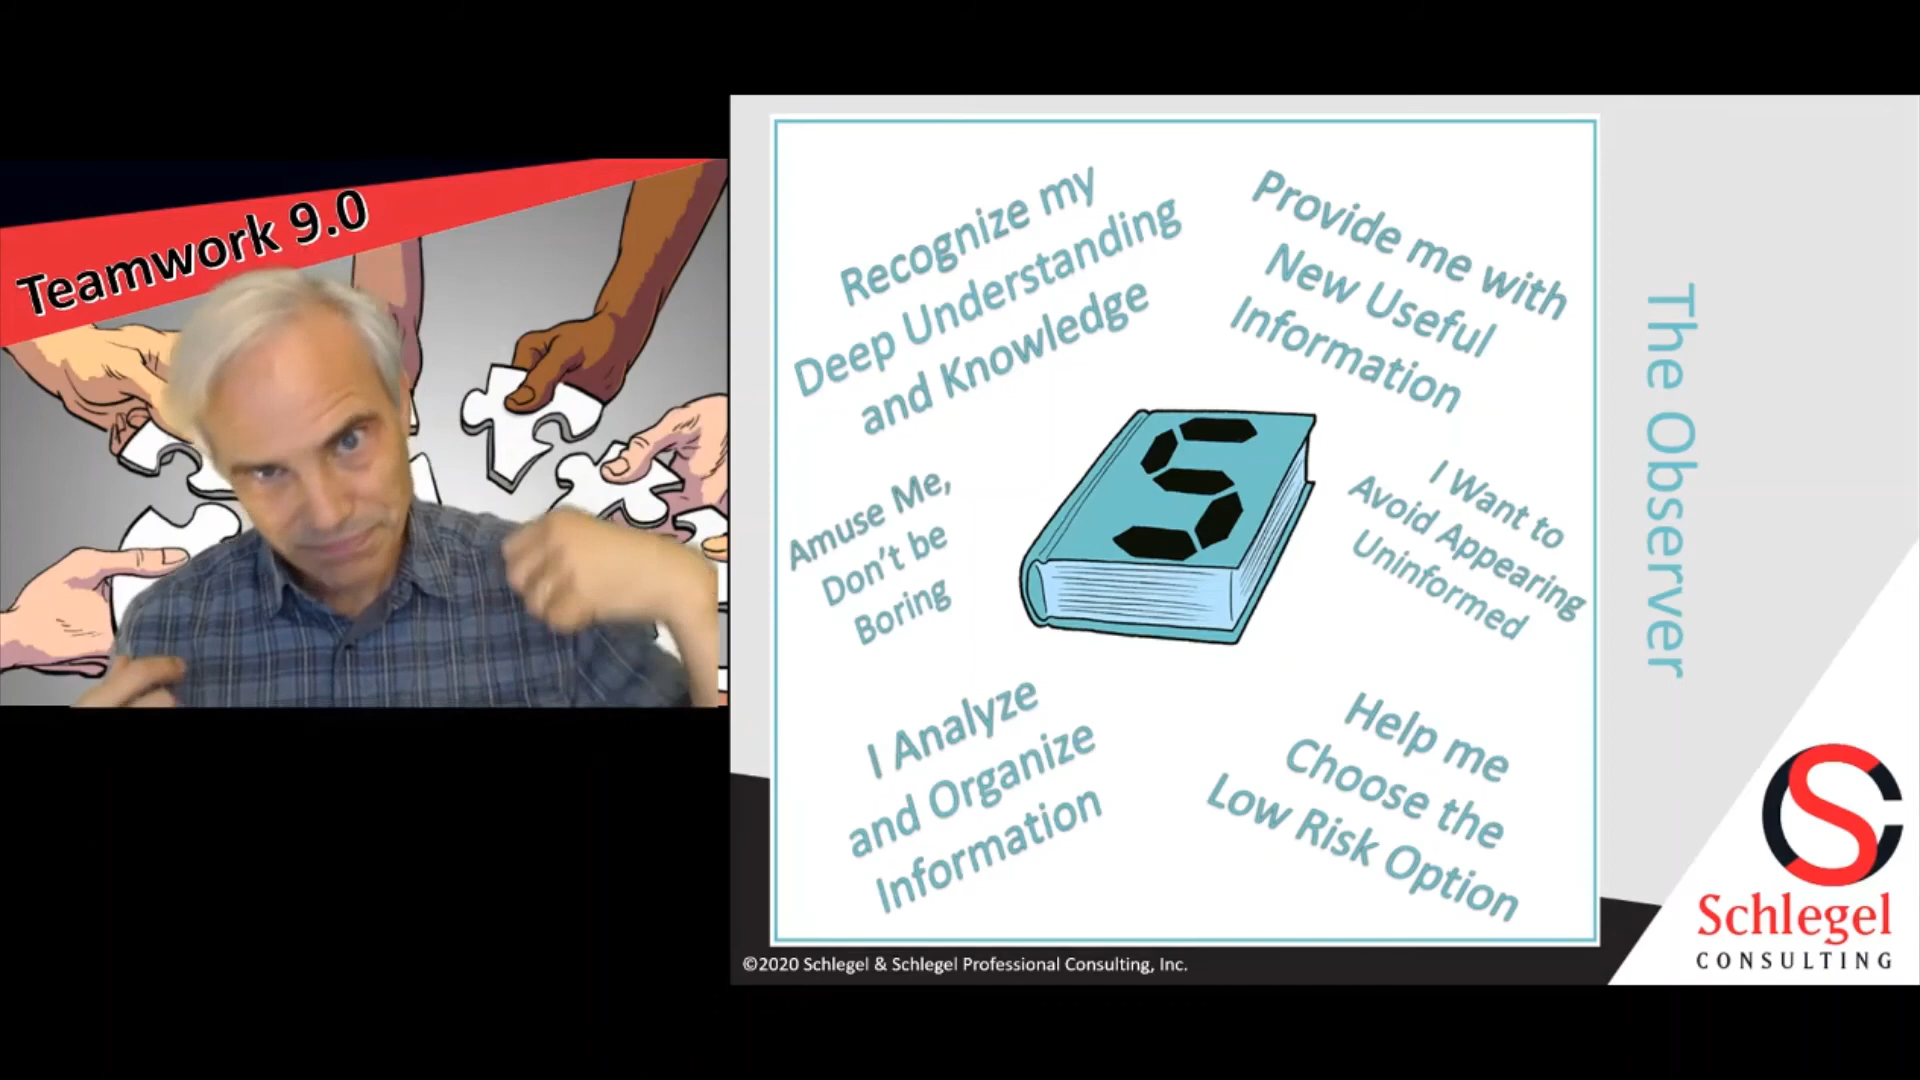 Teamwork 9.0
Recognize my
Deep Understanding
and Knowledge
Provide me with
New Useful
Information
Amuse Me,
Don't be
Boring
5
I Want to
Avoid Appearing
Uninformed
I Analyze
and Organize
Information
Help me
Choose the
Low Risk Option
The Observer
©2020 Schlegel & Schlegel Professional Consulting, Inc.
SC
Schlegel
CONSULTING